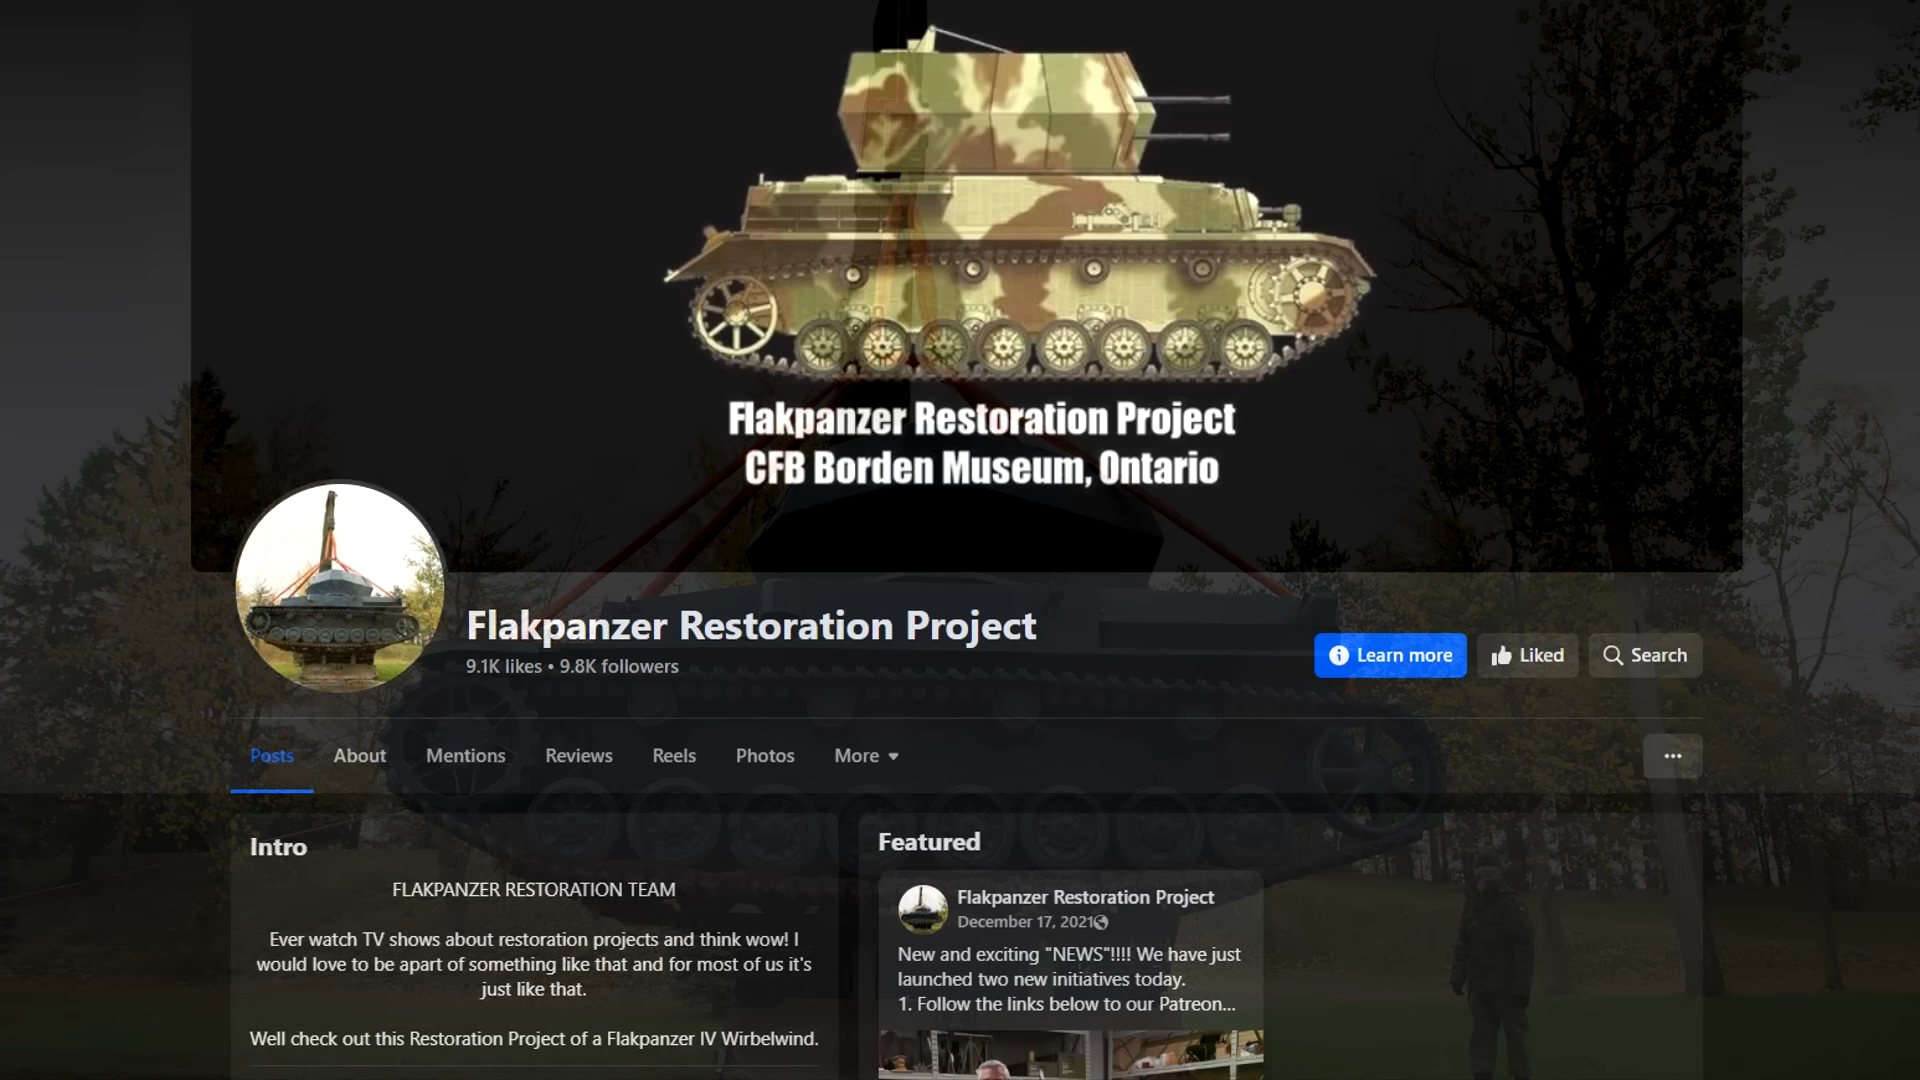 Flakpanzer Restoration Project
CFB Borden Museum, Ontario
Flakpanzer Restoration Project
9.1K likes • 9.8K followers
Learn more
Liked
Search
Posts
About
Mentions
Reviews
Reels
Photos
More
Intro
FLAKPANZER RESTORATION TEAM
Ever watch TV shows about restoration projects and think wow! I
would love to be apart of something like that and for most of us it's
just like that.
Well check out this Restoration Project of a Flakpanzer IV Wirbelwind.
Featured
Flakpanzer Restoration Project
December 17, 2021
New and exciting "NEWS"!!!! We have just
launched two new initiatives today.
1. Follow the links below to our Patreon...